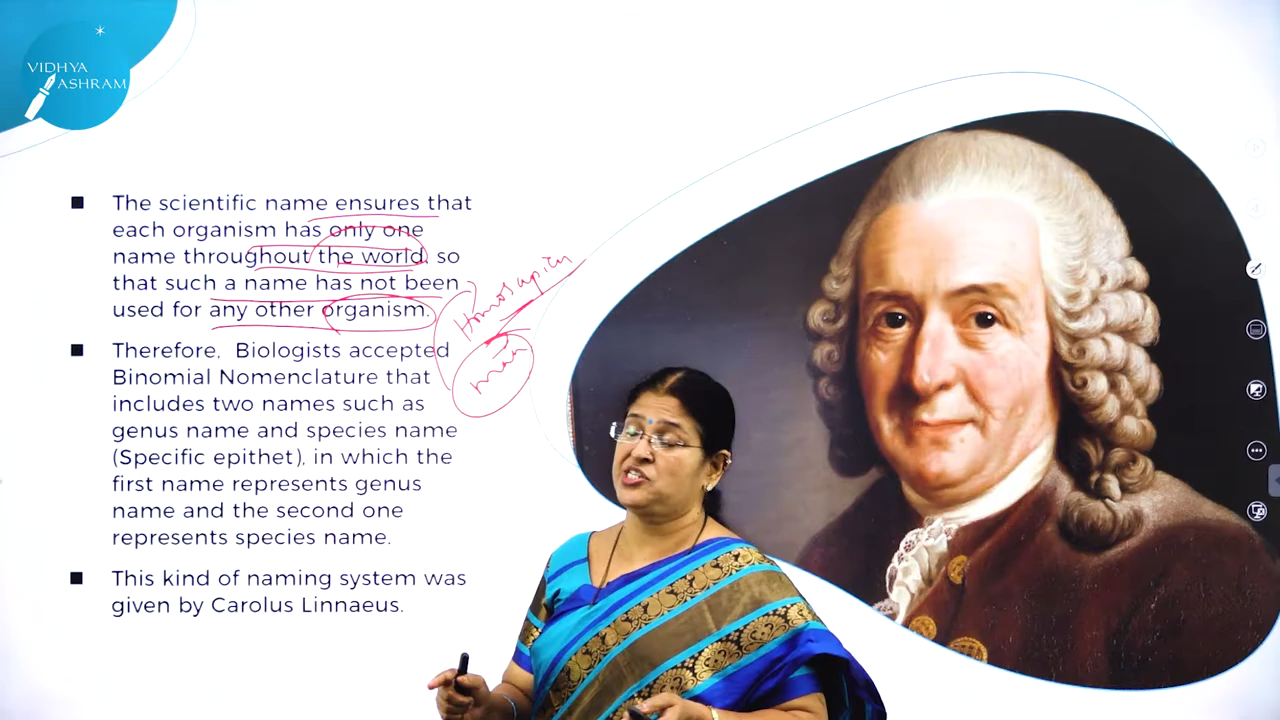 VIDHYA
ASHRAM
The scientific name ensures that
each organism has only one
name throughout the world, so
that such a name has not been
used for any other organism.
Homosapien
man
Therefore, Biologists accepted
Binomial Nomenclature that
includes two names such as
genus name and species name
(Specific epithet), in which the
first name represents genus
name and the second one
represents species name.
This kind of naming system was
given by Carolus Linnaeus.